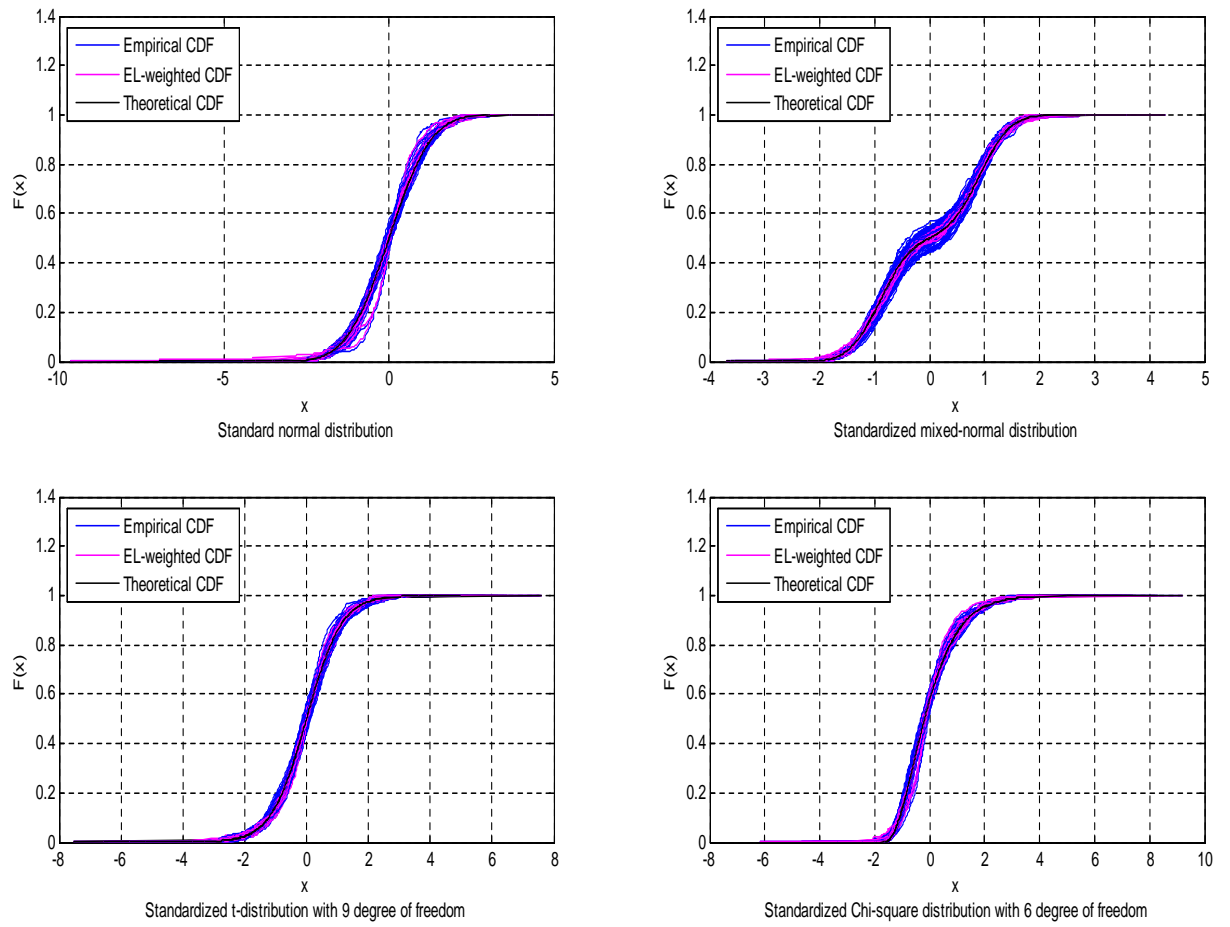 1.4
1.2
1
0.8
0.6
0.4
0.2
0
F(x)
Empirical CDF
EL-weighted CDF
Theoretical CDF
-10 -5 0 5
x
Standard normal distribution
1.4
1.2
1
0.8
0.6
0.4
0.2
0
F(x)
Empirical CDF
EL-weighted CDF
Theoretical CDF
-4 -3 -2 -1 0 1 2 3 4 5
x
Standardized mixed-normal distribution
1.4
1.2
1
0.8
0.6
0.4
0.2
0
F(x)
Empirical CDF
EL-weighted CDF
Theoretical CDF
-8 -6 -4 -2 0 2 4 6 8
x
Standardized t-distribution with 9 degree of freedom
1.4
1.2
1
0.8
0.6
0.4
0.2
0
F(x)
Empirical CDF
EL-weighted CDF
Theoretical CDF
-8 -6 -4 -2 0 2 4 6 8 10
x
Standardized Chi-square distribution with 6 degree of freedom